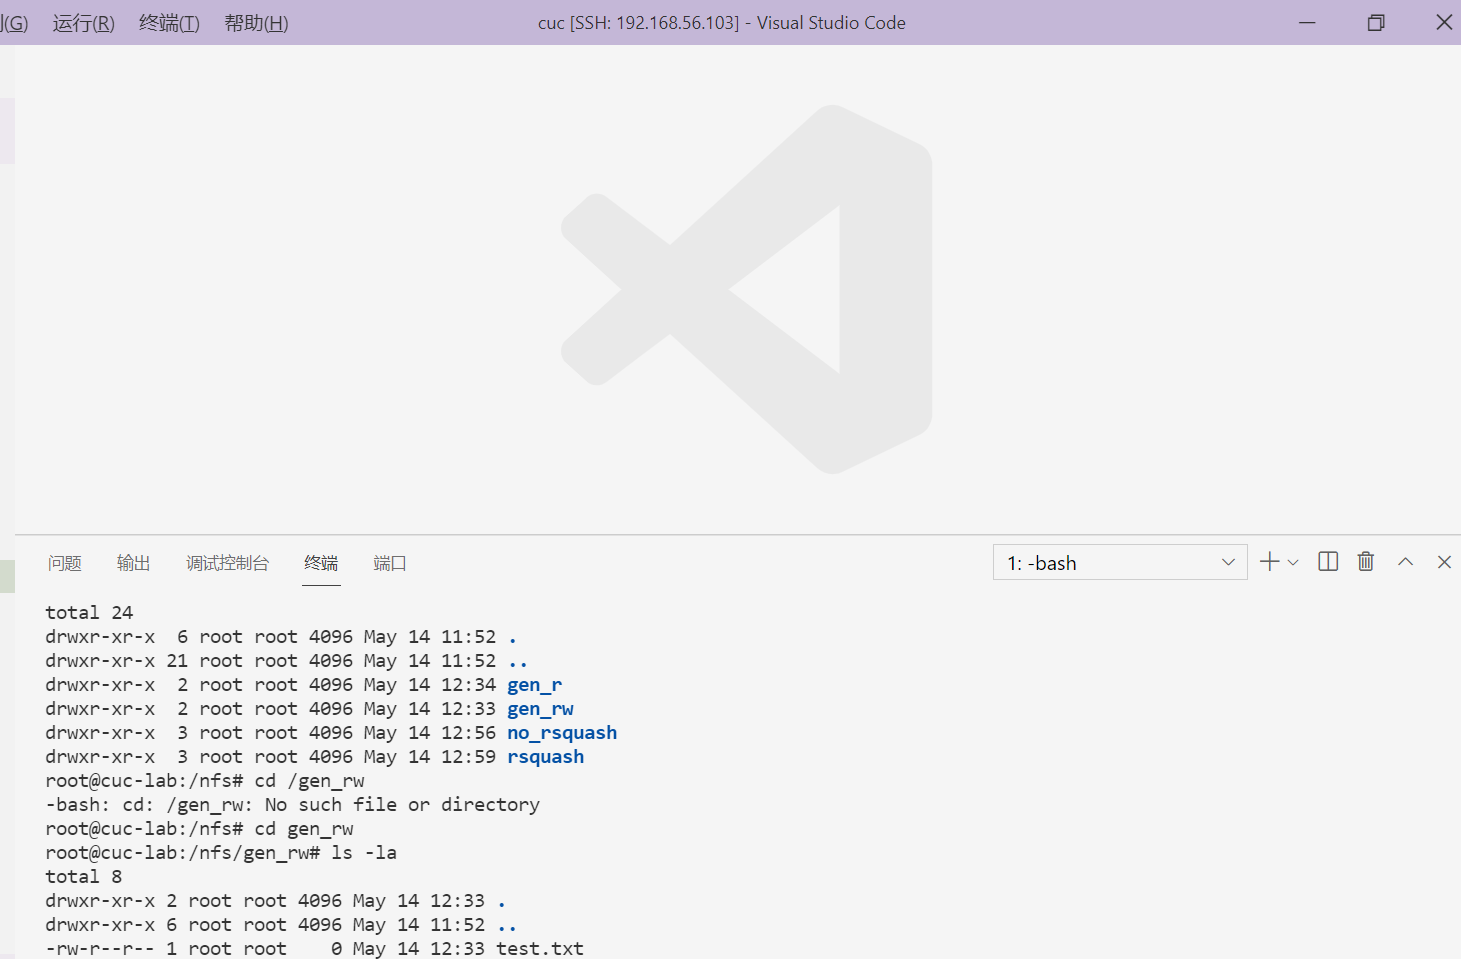 (G) 运行(R) 终端(T) 帮助(H) cuc [SSH: 192.168.56.103] - Visual Studio Code
问题 输出 调试控制台 终端 端口 1: -bash
total 24
drwxr-xr-x  6 root root 4096 May 14 11:52 .
drwxr-xr-x 21 root root 4096 May 14 11:52 ..
drwxr-xr-x  2 root root 4096 May 14 12:34 gen_r
drwxr-xr-x  2 root root 4096 May 14 12:33 gen_rw
drwxr-xr-x  3 root root 4096 May 14 12:56 no_rsquash
drwxr-xr-x  3 root root 4096 May 14 12:59 rsquash
root@cuc-lab:/nfs# cd /gen_rw
-bash: cd: /gen_rw: No such file or directory
root@cuc-lab:/nfs# cd gen_rw
root@cuc-lab:/nfs/gen_rw# ls -la
total 8
drwxr-xr-x 2 root root 4096 May 14 12:33 .
drwxr-xr-x 6 root root 4096 May 14 11:52 ..
-rw-r--r-- 1 root root    0 May 14 12:33 test.txt